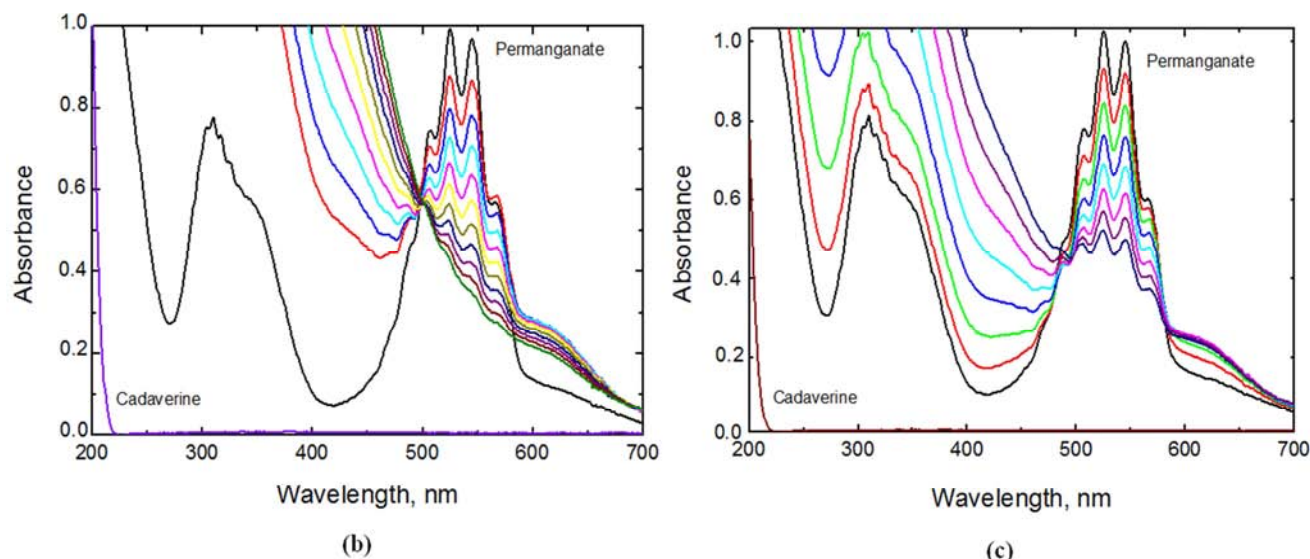 1.0
0.8
0.6
0.4
0.2
0.0
Absorbance
Permanganate
Cadaverine
200 300 400 500 600 700
Wavelength, nm
(b)
1.0
0.8
0.6
0.4
0.2
0.0
Absorbance
Permanganate
Cadaverine
200 300 400 500 600 700
Wavelength, nm
(c)